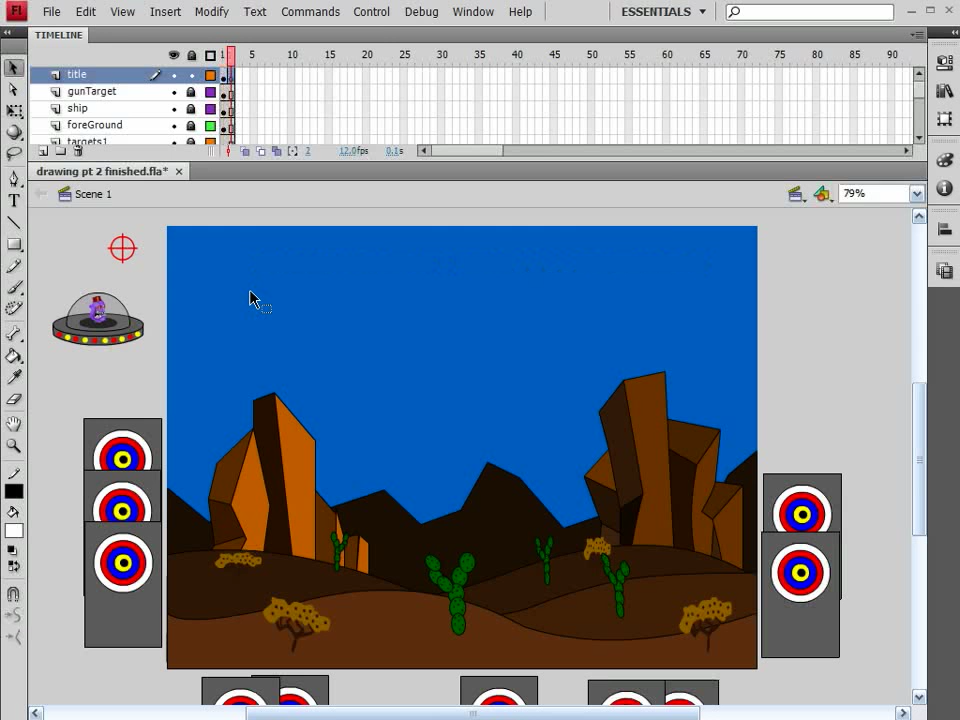 Fl File Edit View Insert Modify Text Commands Control Debug Window Help ESSENTIALS
TIMELINE
1 5 10 15 20 25 30 35 40 45 50 55 60 65 70 75 80 85 90
title
gunTarget
ship
foreGround
targets1
2 12.0fps 0.1s
drawing pt 2 finished.fla*
Scene 1 79%